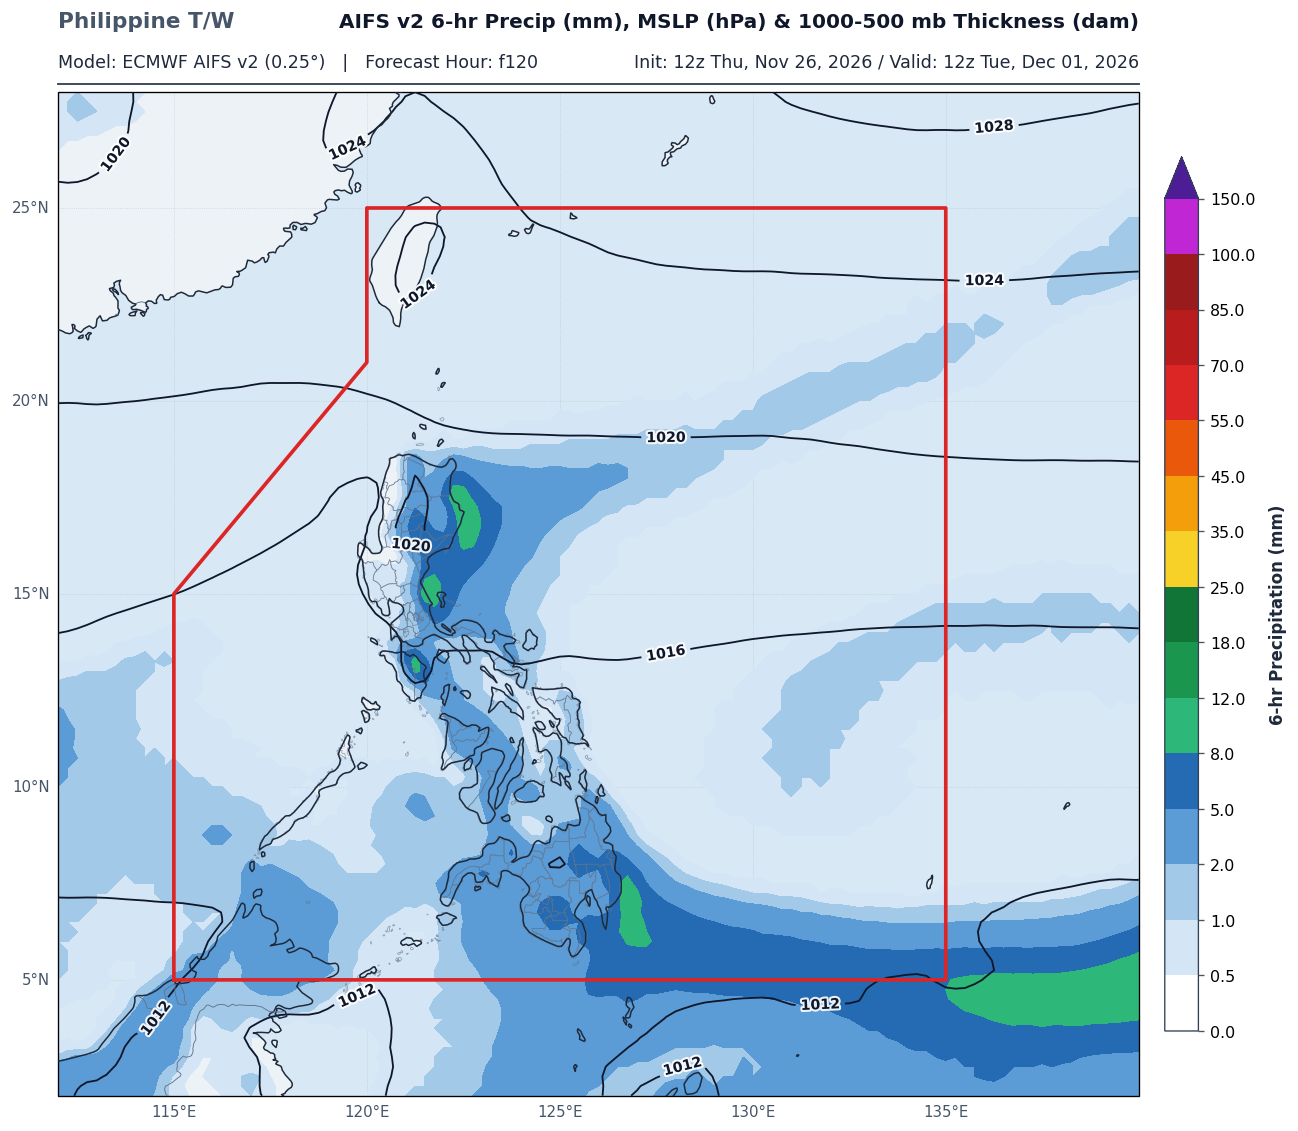 Philippine T/W
AIFS v2 6-hr Precip (mm), MSLP (hPa) & 1000-500 mb Thickness (dam)
Model: ECMWF AIFS v2 (0.25°) | Forecast Hour: f120
Init: 12z Thu, Nov 26, 2026 / Valid: 12z Tue, Dec 01, 2026
1020
1024
1028
25°N
1024
1024
20°N
1020
1020
15°N
1016
10°N
5°N
1012
1012
1012
1012
115°E
120°E
125°E
130°E
135°E
150.0
100.0
85.0
70.0
55.0
45.0
35.0
25.0
18.0
12.0
8.0
5.0
2.0
1.0
0.5
0.0
6-hr Precipitation (mm)